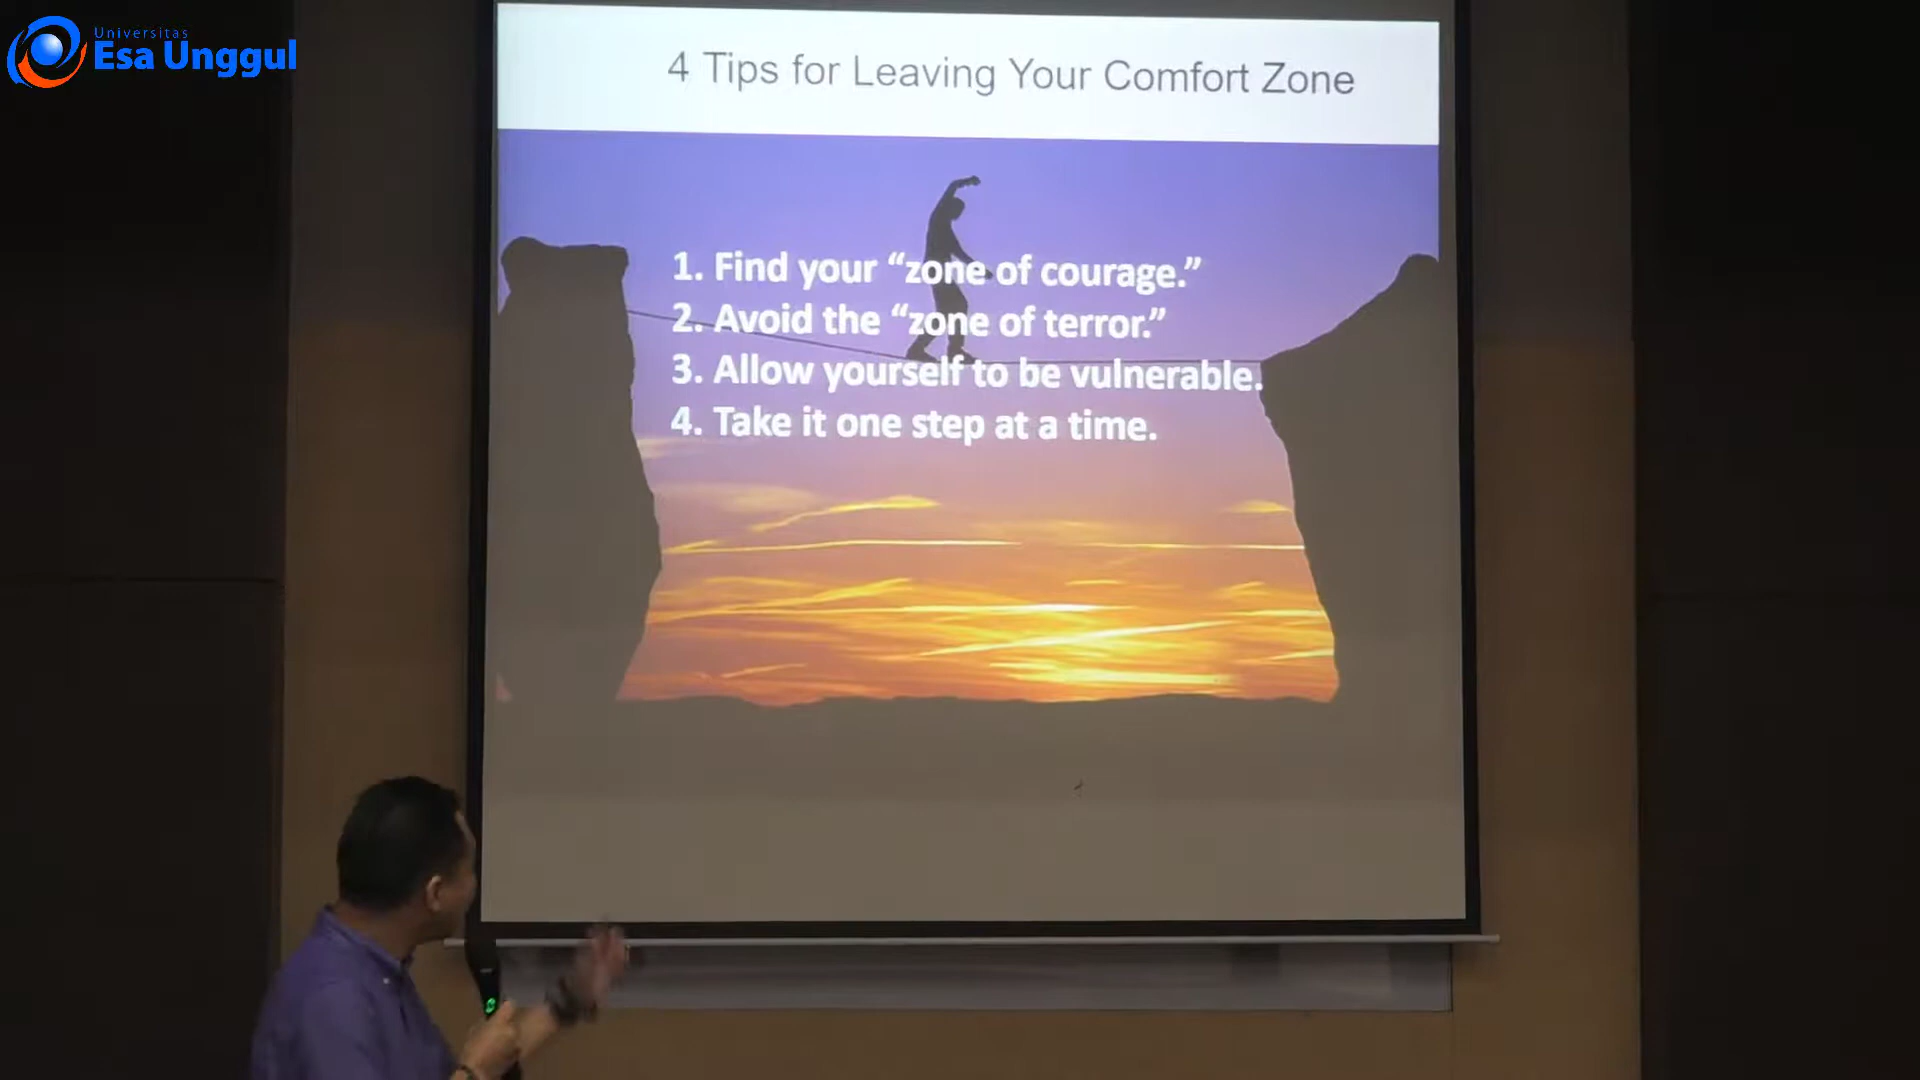 Universitas
Esa Unggul
4 Tips for Leaving Your Comfort Zone
1. Find your “zone of courage.”
2. Avoid the “zone of terror.”
3. Allow yourself to be vulnerable.
4. Take it one step at a time.